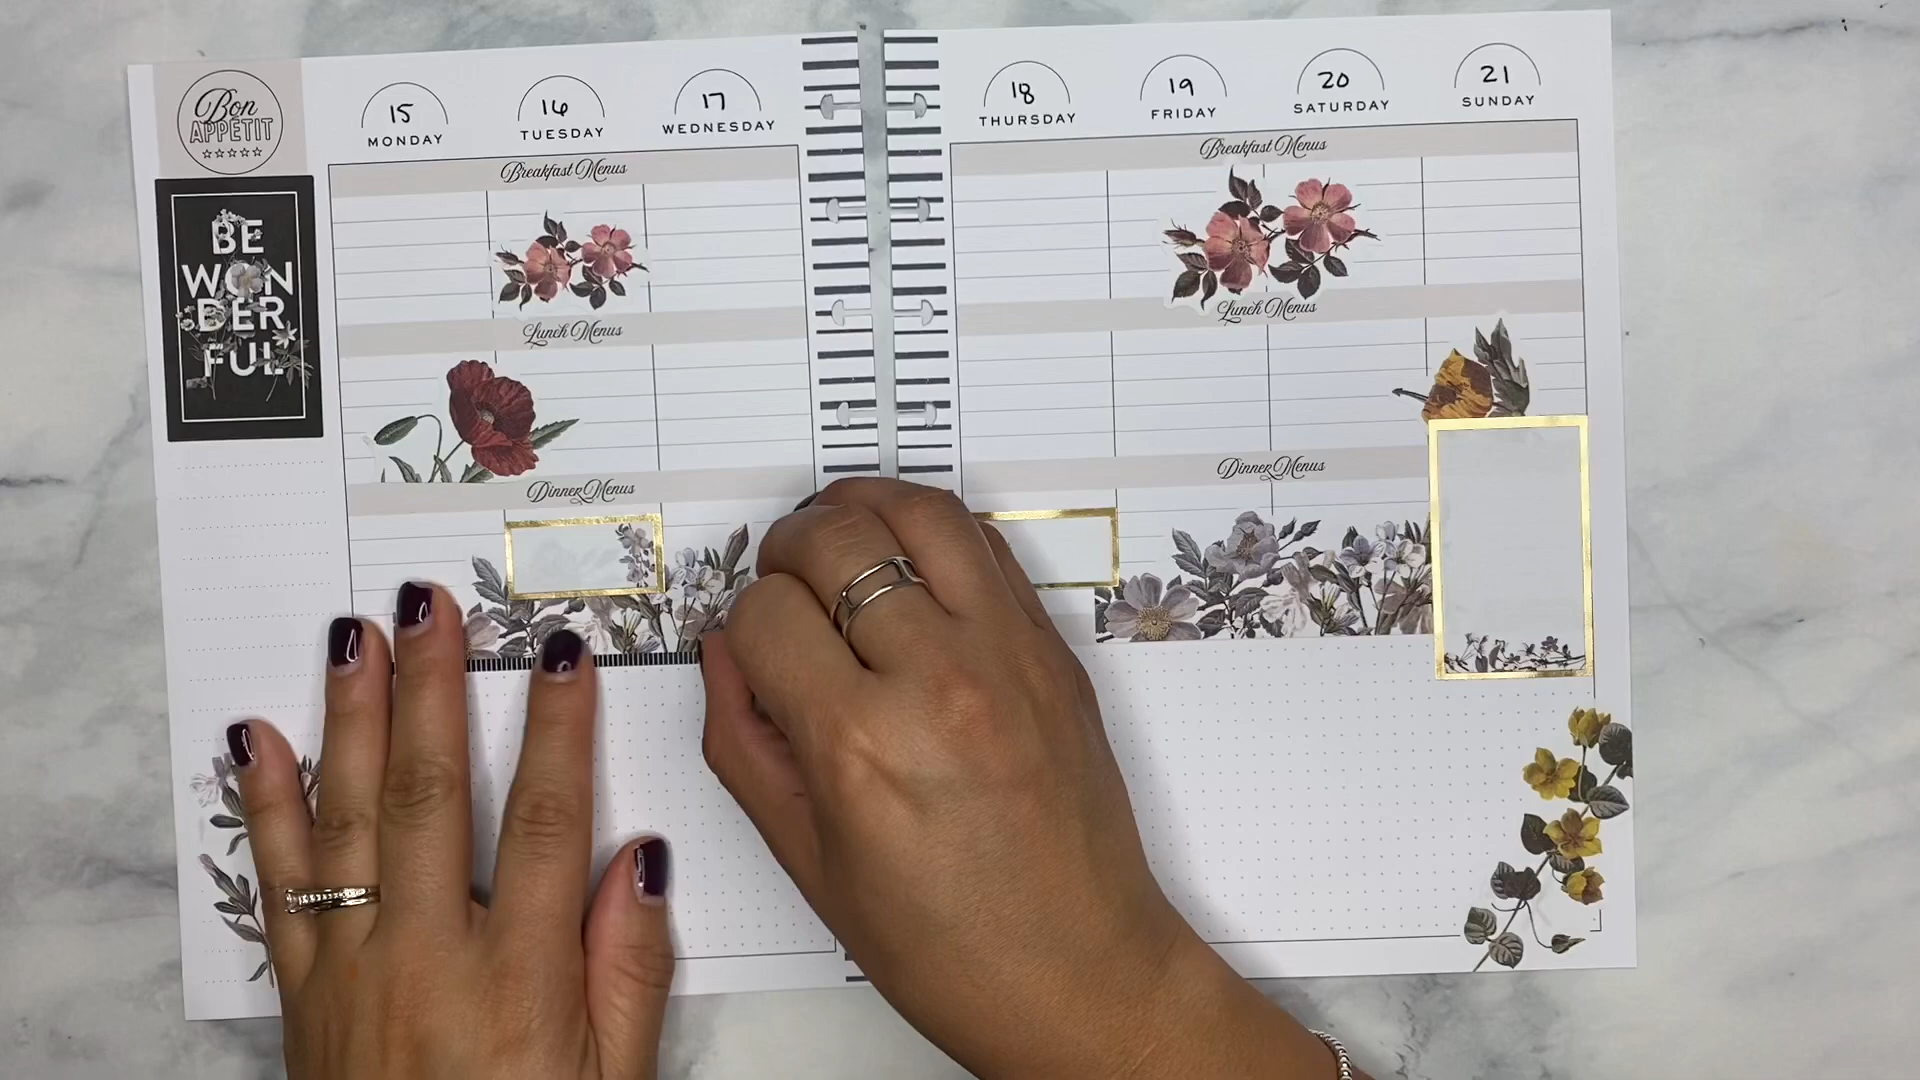 Bon
APPÉTIT
BE
WON
DER
FUL
15
MONDAY
16
TUESDAY
17
WEDNESDAY
Breakfast Menus
Lunch Menus
Dinner Menus
18
THURSDAY
19
FRIDAY
20
SATURDAY
21
SUNDAY
Breakfast Menus
Lunch Menus
Dinner Menus